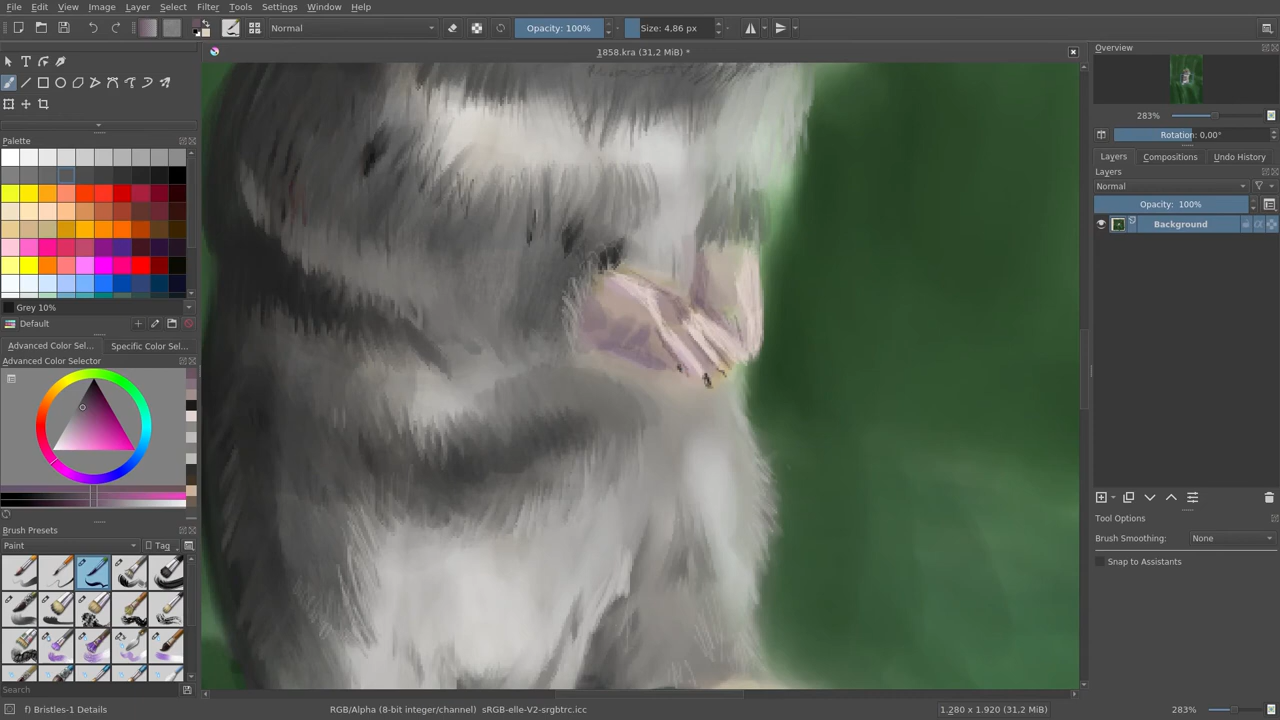 File Edit View Image Layer Select Filter Tools Settings Window Help
Normal Opacity: 100% Size: 4,86 px
1858.kra (31,2 MiB) *
Overview
283%
Rotation: 0,00°
Palette
Layers Compositions Undo History
Layers
Normal
Opacity: 100%
Background
Grey 10%
Default
Advanced Color Sel... Specific Color Sel...
Advanced Color Selector
Brush Presets
Paint Tag
Search
Tool Options
Brush Smoothing: None
Snap to Assistants
f) Bristles-1 Details RGB/Alpha (8-bit integer/channel) sRGB-elle-V2-srgbtrc.icc 1.280 x 1.920 (31,2 MiB) 283%